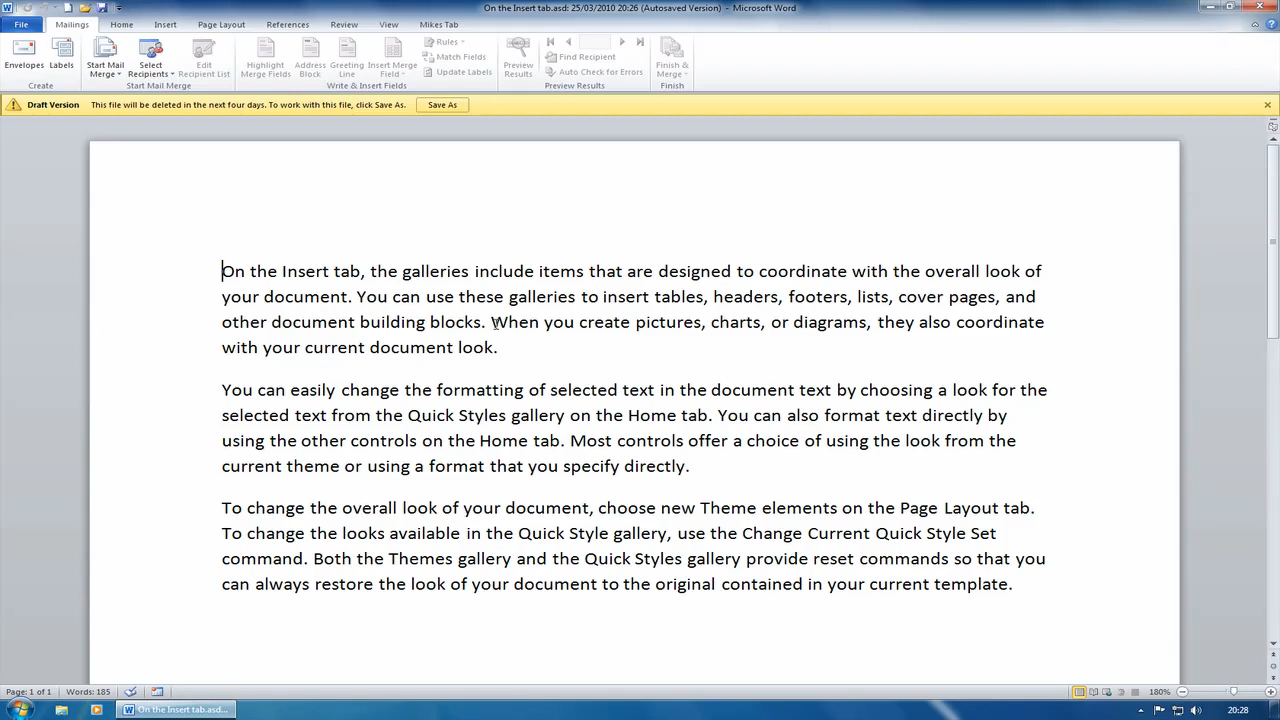 On the Insert tab.asd: 25/03/2010 20:26 (Autosaved Version) - Microsoft Word
File Mailings Home Insert Page Layout References Review View Mikes Tab
Envelopes Labels Start Mail Merge Select Recipients Edit Recipient List Highlight Merge Fields Address Block Greeting Line Insert Merge Field Rules Match Fields Update Labels Preview Results Find Recipient Auto Check for Errors Finish & Merge
Create Start Mail Merge Write & Insert Fields Preview Results Finish
Draft Version This file will be deleted in the next four days. To work with this file, click Save As. Save As
On the Insert tab, the galleries include items that are designed to coordinate with the overall look of
your document. You can use these galleries to insert tables, headers, footers, lists, cover pages, and
other document building blocks. When you create pictures, charts, or diagrams, they also coordinate
with your current document look.
You can easily change the formatting of selected text in the document text by choosing a look for the
selected text from the Quick Styles gallery on the Home tab. You can also format text directly by
using the other controls on the Home tab. Most controls offer a choice of using the look from the
current theme or using a format that you specify directly.
To change the overall look of your document, choose new Theme elements on the Page Layout tab.
To change the looks available in the Quick Style gallery, use the Change Current Quick Style Set
command. Both the Themes gallery and the Quick Styles gallery provide reset commands so that you
can always restore the look of your document to the original contained in your current template.
Page: 1 of 1 Words: 185 180%
On the Insert tab.asd... 20:28